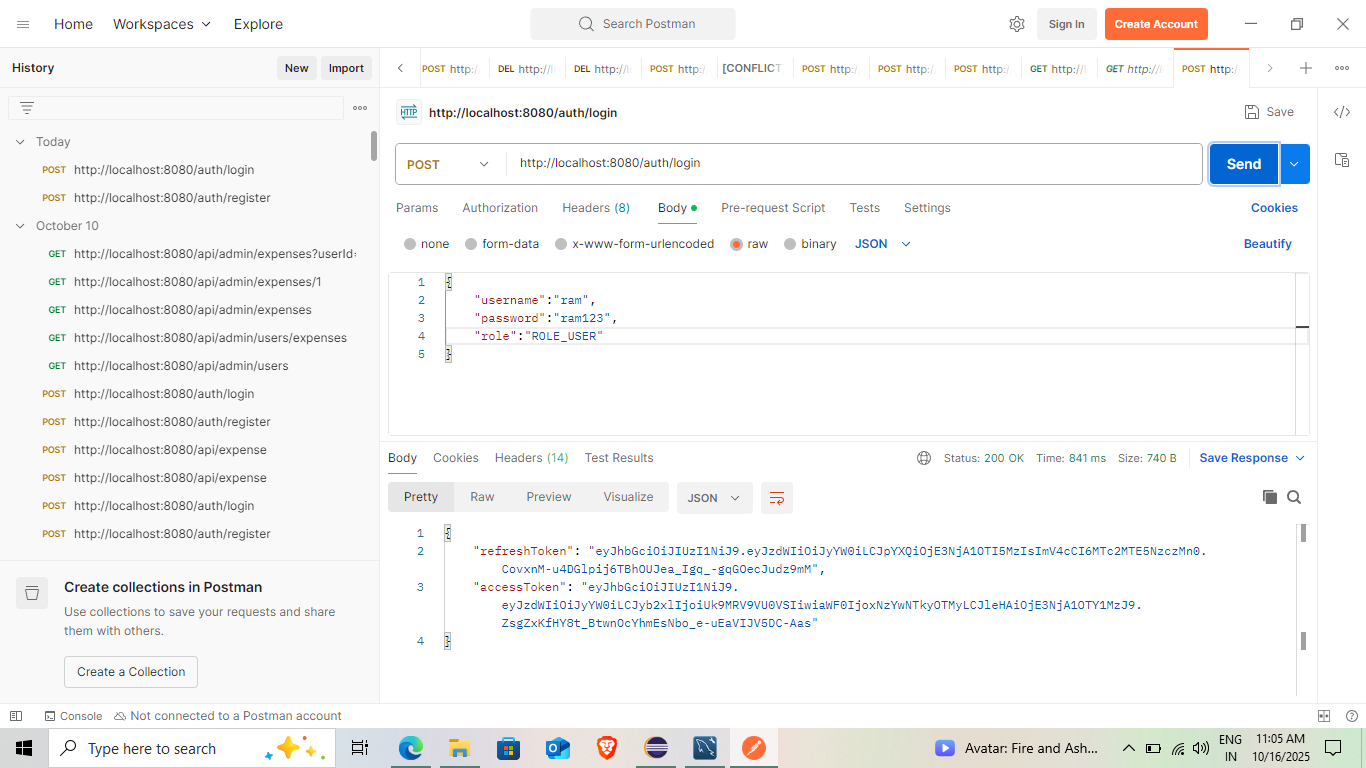 Home
Workspaces
Explore
Search Postman
Sign In
Create Account
History
New
Import
POST http:/
DEL http://l
DEL http://l
POST http:/
[CONFLICT
POST http:/
POST http:/
POST http:/
GET http://l
GET http://l
POST http:/
HTTP
http://localhost:8080/auth/login
Save
Today
POST http://localhost:8080/auth/login
POST http://localhost:8080/auth/register
October 10
GET http://localhost:8080/api/admin/expenses?userId=
GET http://localhost:8080/api/admin/expenses/1
GET http://localhost:8080/api/admin/expenses
GET http://localhost:8080/api/admin/users/expenses
GET http://localhost:8080/api/admin/users
POST http://localhost:8080/auth/login
POST http://localhost:8080/auth/register
POST http://localhost:8080/api/expense
POST http://localhost:8080/api/expense
POST http://localhost:8080/auth/login
POST http://localhost:8080/auth/register
Create collections in Postman
Use collections to save your requests and share
them with others.
Create a Collection
POST
http://localhost:8080/auth/login
Send
Params
Authorization
Headers (8)
Body
Pre-request Script
Tests
Settings
Cookies
none
form-data
x-www-form-urlencoded
raw
binary
JSON
Beautify
1 {
2 "username":"ram",
3 "password":"ram123",
4 "role":"ROLE_USER"
5 }
Body
Cookies
Headers (14)
Test Results
Status: 200 OK
Time: 841 ms
Size: 740 B
Save Response
Pretty
Raw
Preview
Visualize
JSON
1 {
2 "refreshToken": "eyJhbGciOiJIUzI1NiJ9.eyJzdWIiOiJyYW0iLCJpYXQiOjE3NjA1OTI5MzIsImV4cCI6MTc2MTE5NzczMn0.
CovxnM-u4DGlpij6TBhOUJea_Igq_-gqGOecJudz9mM",
3 "accessToken": "eyJhbGciOiJIUzI1NiJ9.
eyJzdWIiOiJyYW0iLCJyb2xlIjoiUk9MRV9VU0VSIiwiaWF0IjoxNzYwNTkyOTMyLCJleHAiOjE3NjA1OTY1MzJ9.
ZsgZxKfHY8t_BtwnOcYhmEsNbo_e-uEaVIJV5DC-Aas"
4 }
Console
Not connected to a Postman account
Type here to search
Avatar: Fire and Ash...
ENG
IN
11:05 AM
10/16/2025